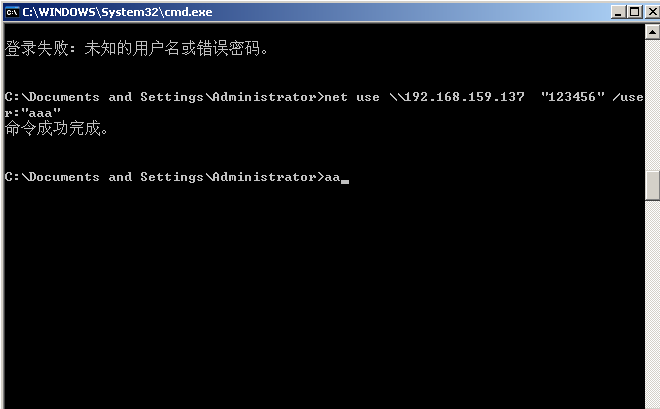 C:\WINDOWS\System32\cmd.exe
登录失败: 未知的用户名或错误密码。
C:\Documents and Settings\Administrator>net use \\192.168.159.137  "123456" /use
r:"aaa"
命令成功完成。
C:\Documents and Settings\Administrator>aa_